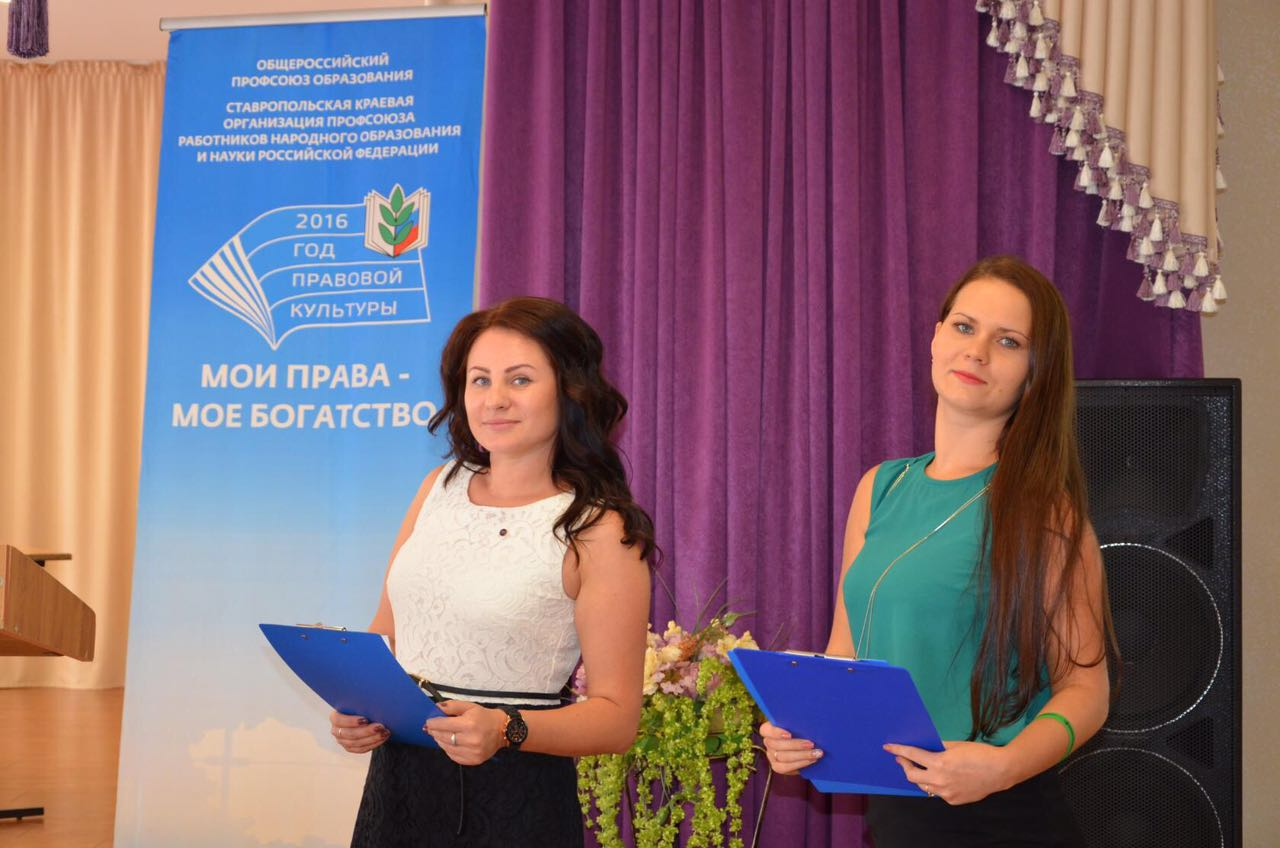 ОБЩЕРОССИЙСКИЙ
ПРОФСОЮЗ ОБРАЗОВАНИЯ
СТАВРОПОЛЬСКАЯ КРАЕВАЯ
ОРГАНИЗАЦИЯ ПРОФСОЮЗА
РАБОТНИКОВ НАРОДНОГО ОБРАЗОВАНИЯ
И НАУКИ РОССИЙСКОЙ ФЕДЕРАЦИИ
2016
ГОД
ПРАВОВОЙ
КУЛЬТУРЫ
МОИ ПРАВА -
МОЕ БОГАТСТВО